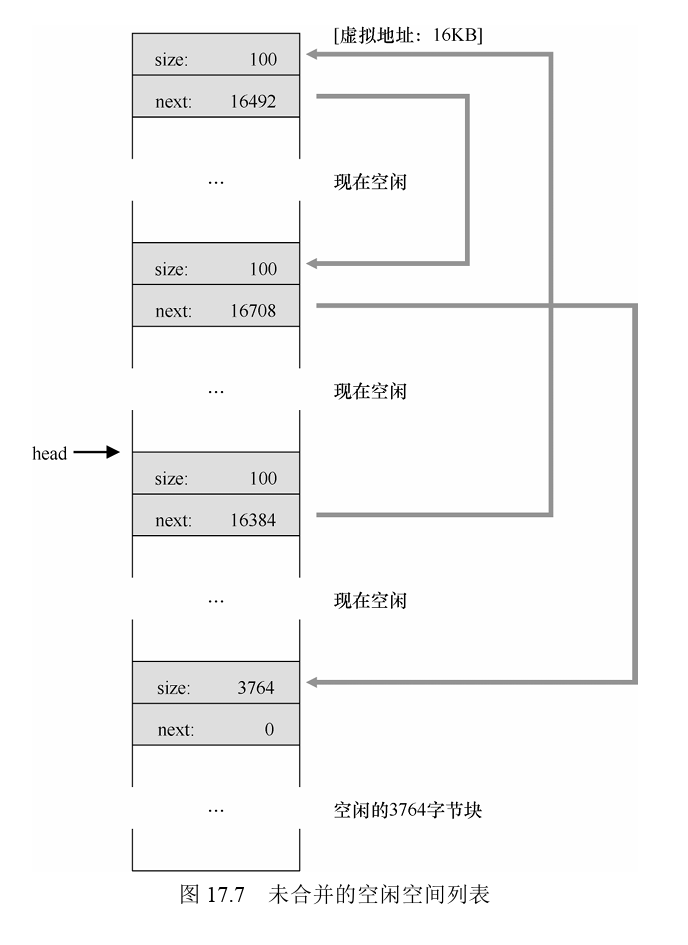 [虚拟地址：16KB]
size: 100
next: 16492
... 现在空闲
size: 100
next: 16708
... 现在空闲
head
size: 100
next: 16384
... 现在空闲
size: 3764
next: 0
... 空闲的3764字节块
图 17.7 未合并的空闲空间列表